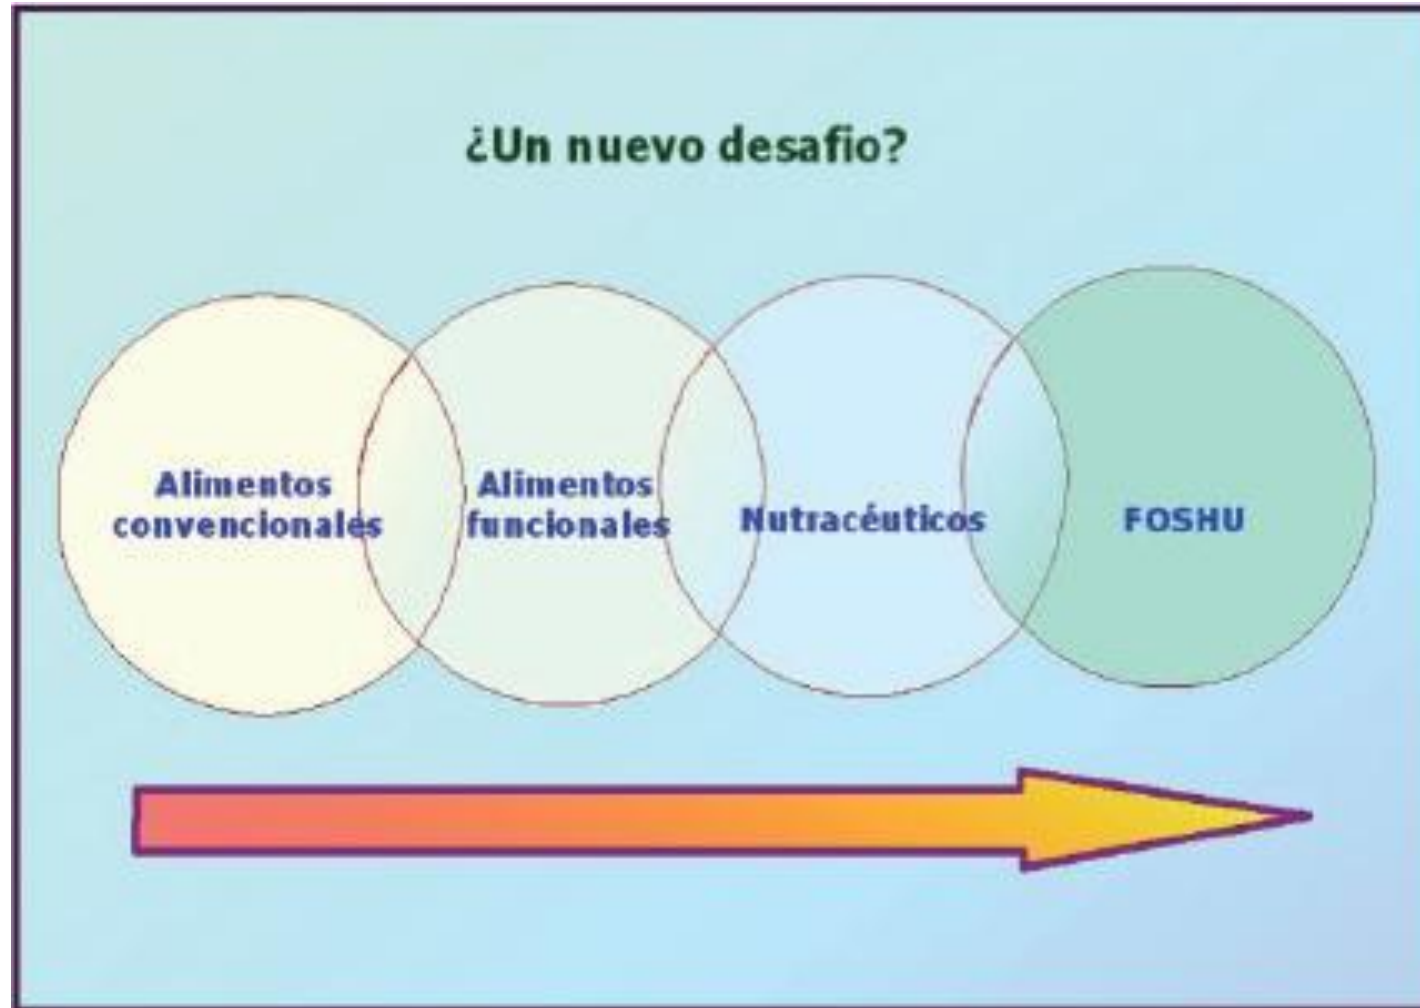 ¿Un nuevo desafio?
Alimentos
convencionales
Alimentos
funcionales
Nutracéuticos
FOSHU